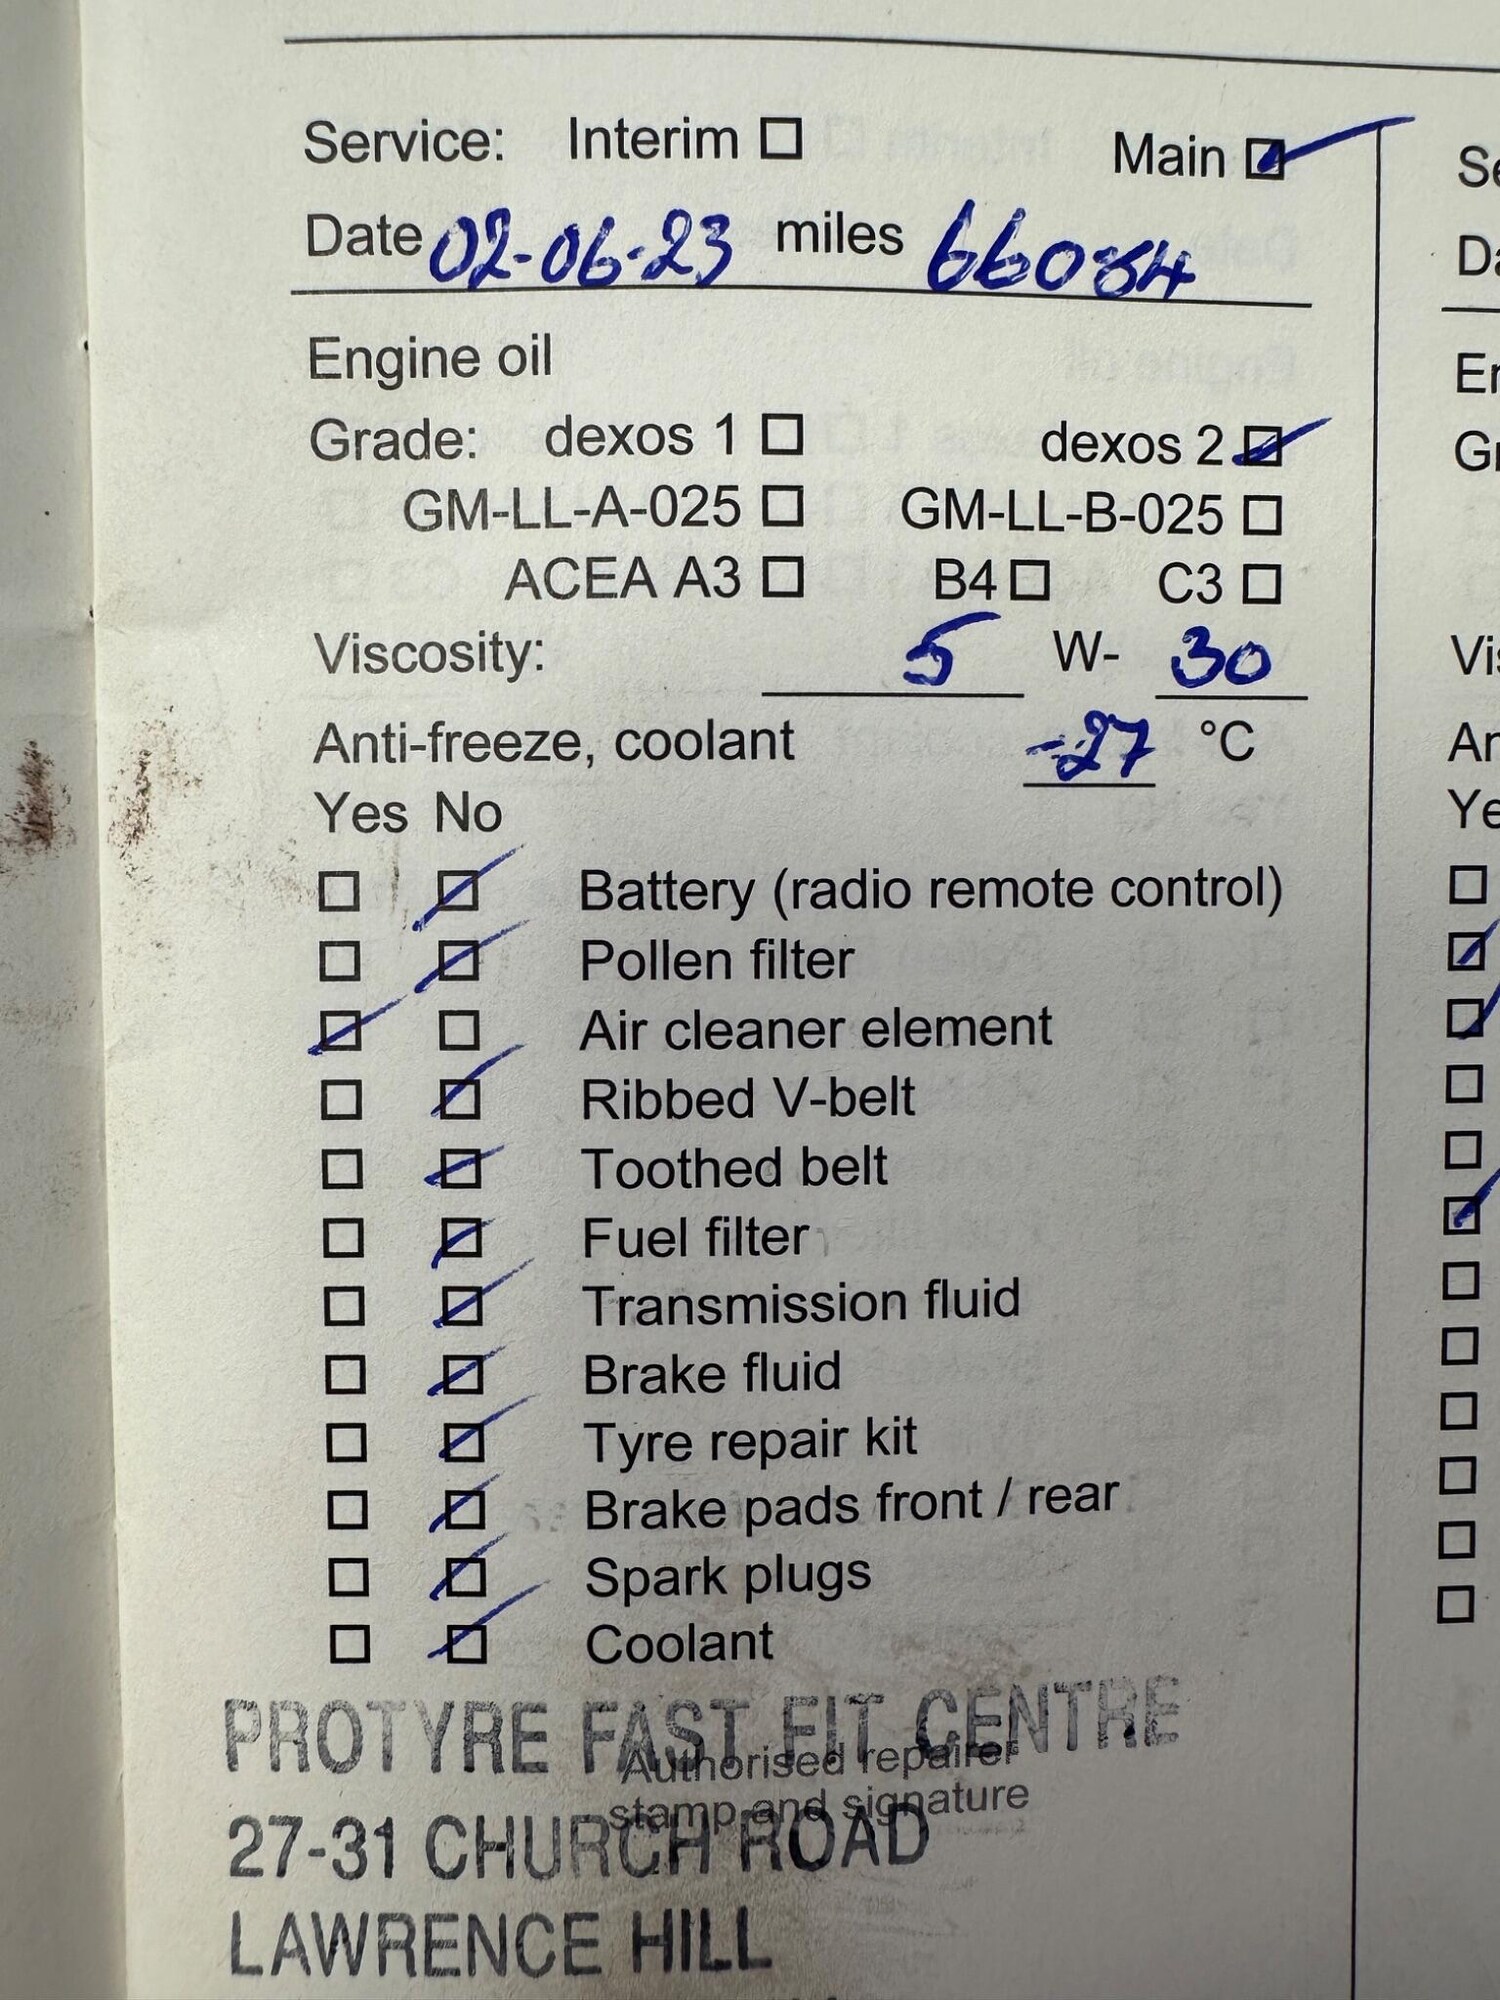 Service: Interim Main
Date 02-06-23 miles 66084
Engine oil
Grade: dexos 1 dexos 2
GM-LL-A-025 GM-LL-B-025
ACEA A3 B4 C3
Viscosity: 5 W- 30
Anti-freeze, coolant -27 °C
Yes No
Battery (radio remote control)
Pollen filter
Air cleaner element
Ribbed V-belt
Toothed belt
Fuel filter
Transmission fluid
Brake fluid
Tyre repair kit
Brake pads front / rear
Spark plugs
Coolant
PROTYRE FAST FIT CENTRE
Authorised repairer
stamp and signature
27-31 CHURCH ROAD
LAWRENCE HILL